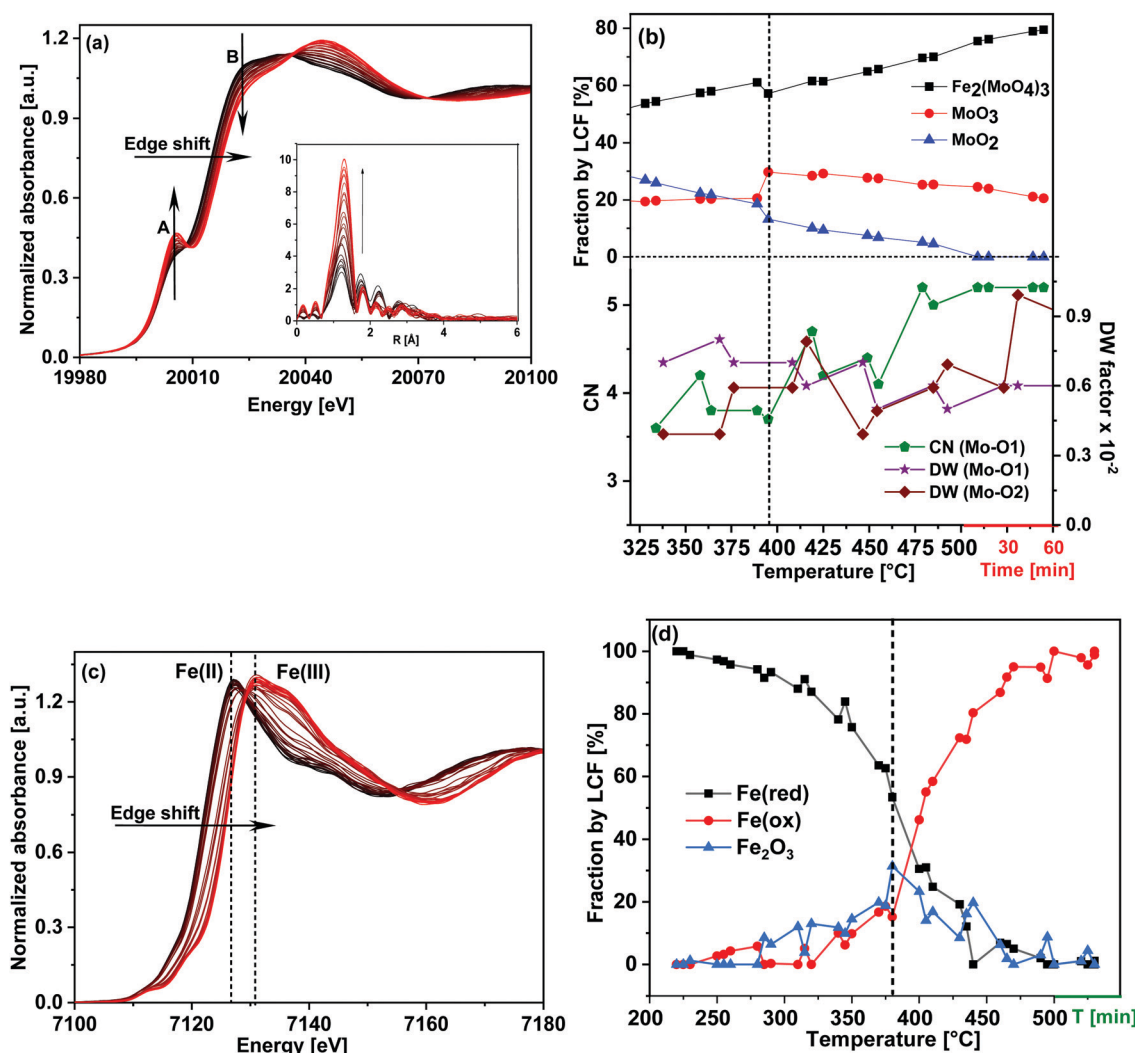 (a)
A
B
Edge shift
Normalized absorbance [a.u.]
0.0
0.3
0.6
0.9
1.2
19980 20010 20040 20070 20100
Energy [eV]
0
2
4
6
8
10
0 2 4 6
R [Å]
(b)
Fraction by LCF [%]
80
60
40
20
0
Fe2(MoO4)3
MoO3
MoO2
CN
5
4
3
0.9
0.6
0.3
0.0
DW factor x 10-2
CN (Mo-O1)
DW (Mo-O1)
DW (Mo-O2)
325 350 375 400 425 450 475 500 30 60
Temperature [°C] Time [min]
(c)
Fe(II) Fe(III)
Edge shift
Normalized absorbance [a.u.]
0.0
0.3
0.6
0.9
1.2
7100 7120 7140 7160 7180
Energy [eV]
(d)
Fraction by LCF [%]
100
80
60
40
20
0
Fe(red)
Fe(ox)
Fe2O3
200 250 300 350 400 450 500 T [min]
Temperature [°C]